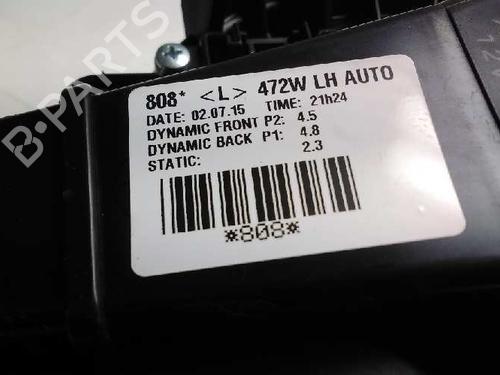 808* <L> 472W LH AUTO
DATE: 02.07.15 TIME: 21h24
DYNAMIC FRONT P2: 4.5
DYNAMIC BACK P1: 4.8
STATIC: 2.3
*808*
B-PARTS